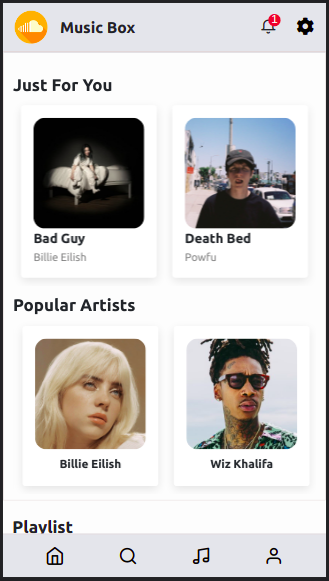 Music Box
1
Just For You
Bad Guy
Billie Eilish
Death Bed
Powfu
Popular Artists
Billie Eilish
Wiz Khalifa
Playlist